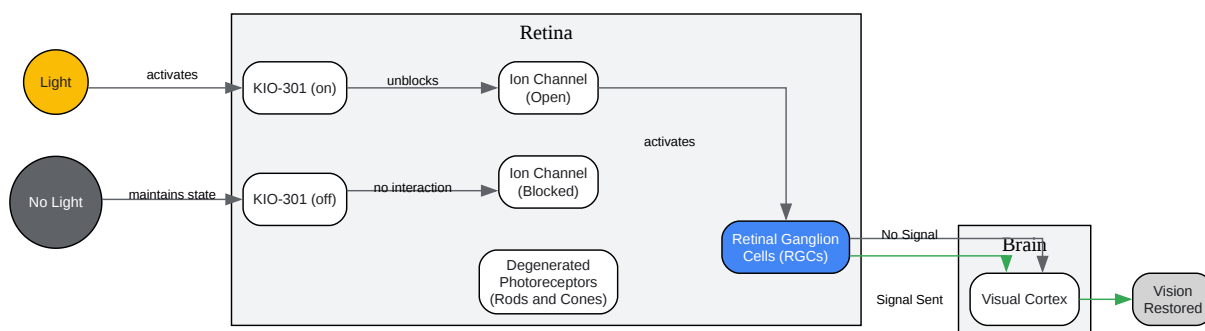 Retina
Light
activates
KIO-301 (on)
unblocks
Ion Channel
(Open)
activates
No Light
maintains state
KIO-301 (off)
no interaction
Ion Channel
(Blocked)
Degenerated
Photoreceptors
(Rods and Cones)
Retinal Ganglion
Cells (RGCs)
No Signal
Signal Sent
Brain
Visual Cortex
Vision
Restored